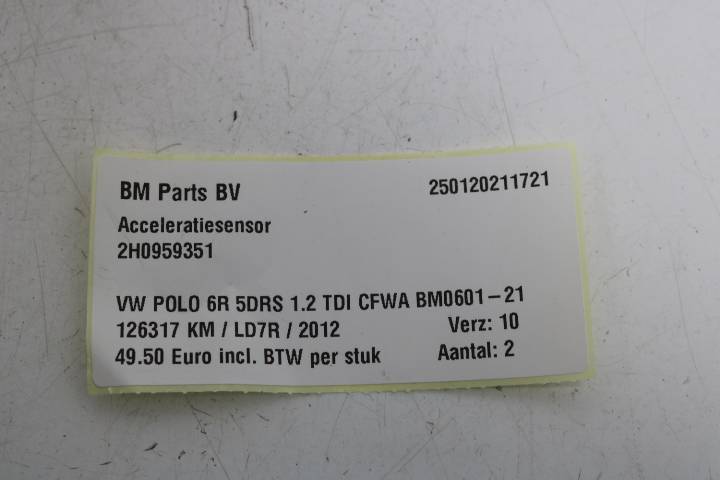 BM Parts BV 250120211721
Acceleratiesensor
2H0959351
VW POLO 6R 5DRS 1.2 TDI CFWA BM0601-21
126317 KM / LD7R / 2012 Verz: 10
49.50 Euro incl. BTW per stuk Aantal: 2